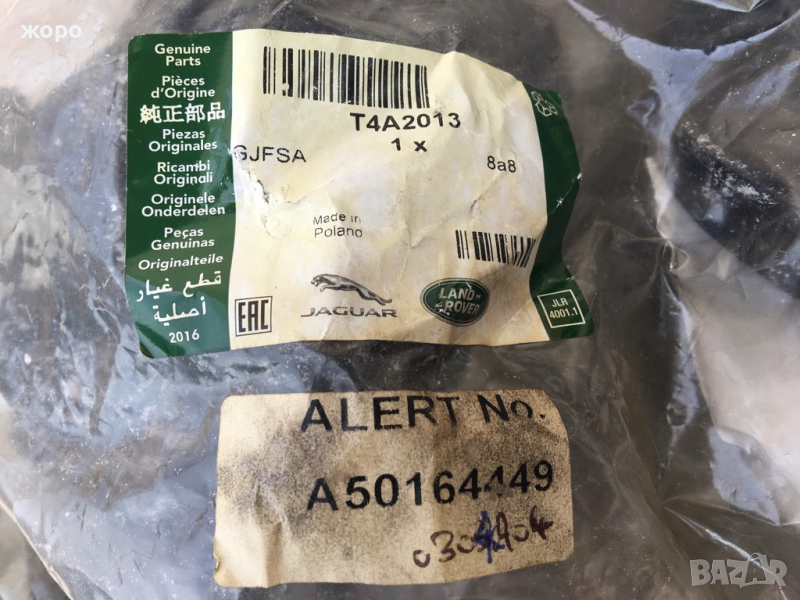 жоро
Genuine
Parts
Pièces
d'Origine
純正部品
Piezas
Originales
Ricambi
Originali
Originele
Onderdelen
Peças
Genuinas
Originalteile
قطع غيار
أصلية
2016
T4A2013
1 x
GJFSA
8a8
Made in
Poland
EAC
JAGUAR
LAND-
ROVER
JLR
4001.1
ALERT No.
A50164449
BAZAR